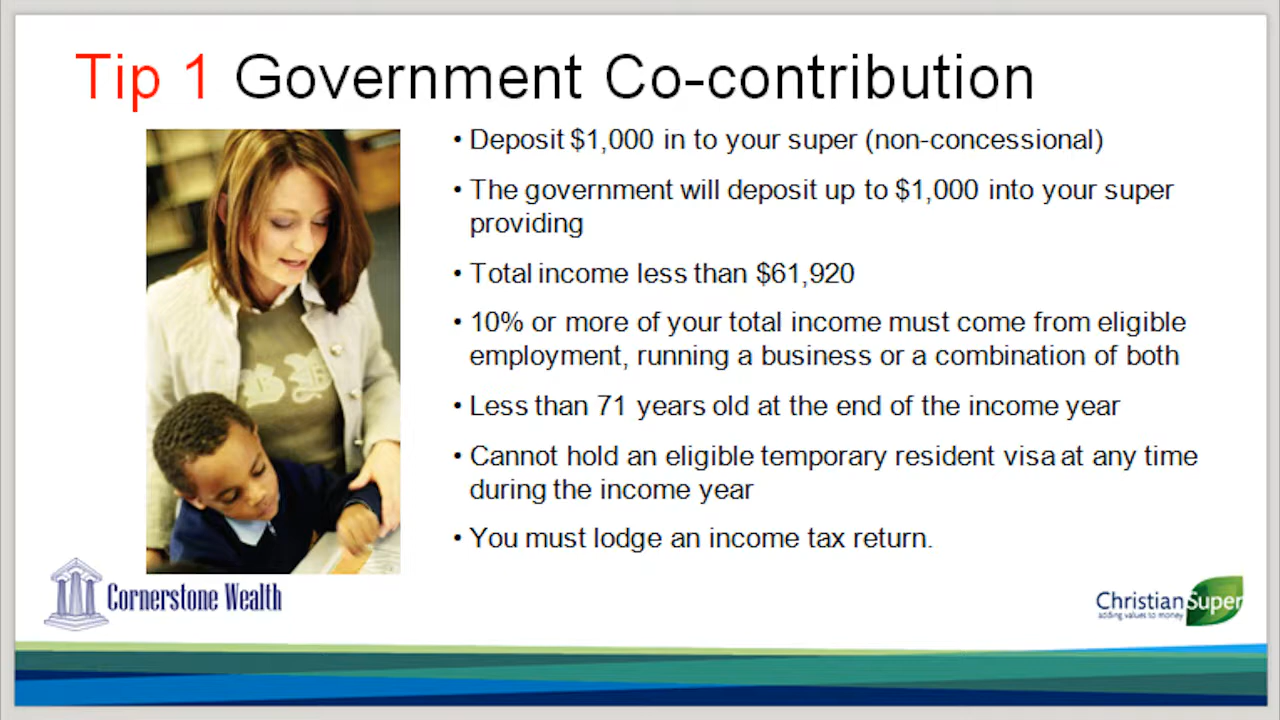 Tip 1 Government Co-contribution
• Deposit $1,000 in to your super (non-concessional)
• The government will deposit up to $1,000 into your super
providing
• Total income less than $61,920
• 10% or more of your total income must come from eligible
employment, running a business or a combination of both
• Less than 71 years old at the end of the income year
• Cannot hold an eligible temporary resident visa at any time
during the income year
• You must lodge an income tax return.
Cornerstone Wealth
ChristianSuper
adding values to money